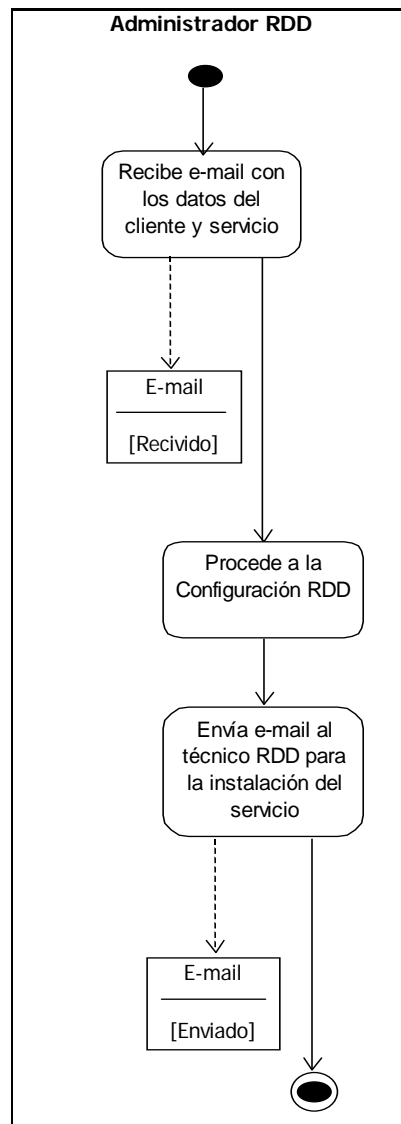 Administrador RDD
Recibe e-mail con
los datos del
cliente y servicio
E-mail
[Recivido]
Procede a la
Configuración RDD
Envía e-mail al
técnico RDD para
la instalación del
servicio
E-mail
[Enviado]